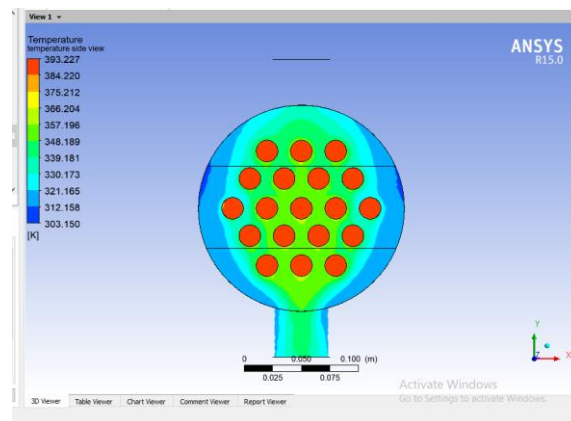 View 1
Temperature
temperature side view
393.227
384.220
375.212
366.204
357.196
348.189
339.181
330.173
321.165
312.158
303.150
[K]
ANSYS
R15.0
Y
X
Z
0 0.050 0.100 (m)
0.025 0.075
Activate Windows
Go to Settings to activate Windows.
3D Viewer Table Viewer Chart Viewer Comment Viewer Report Viewer